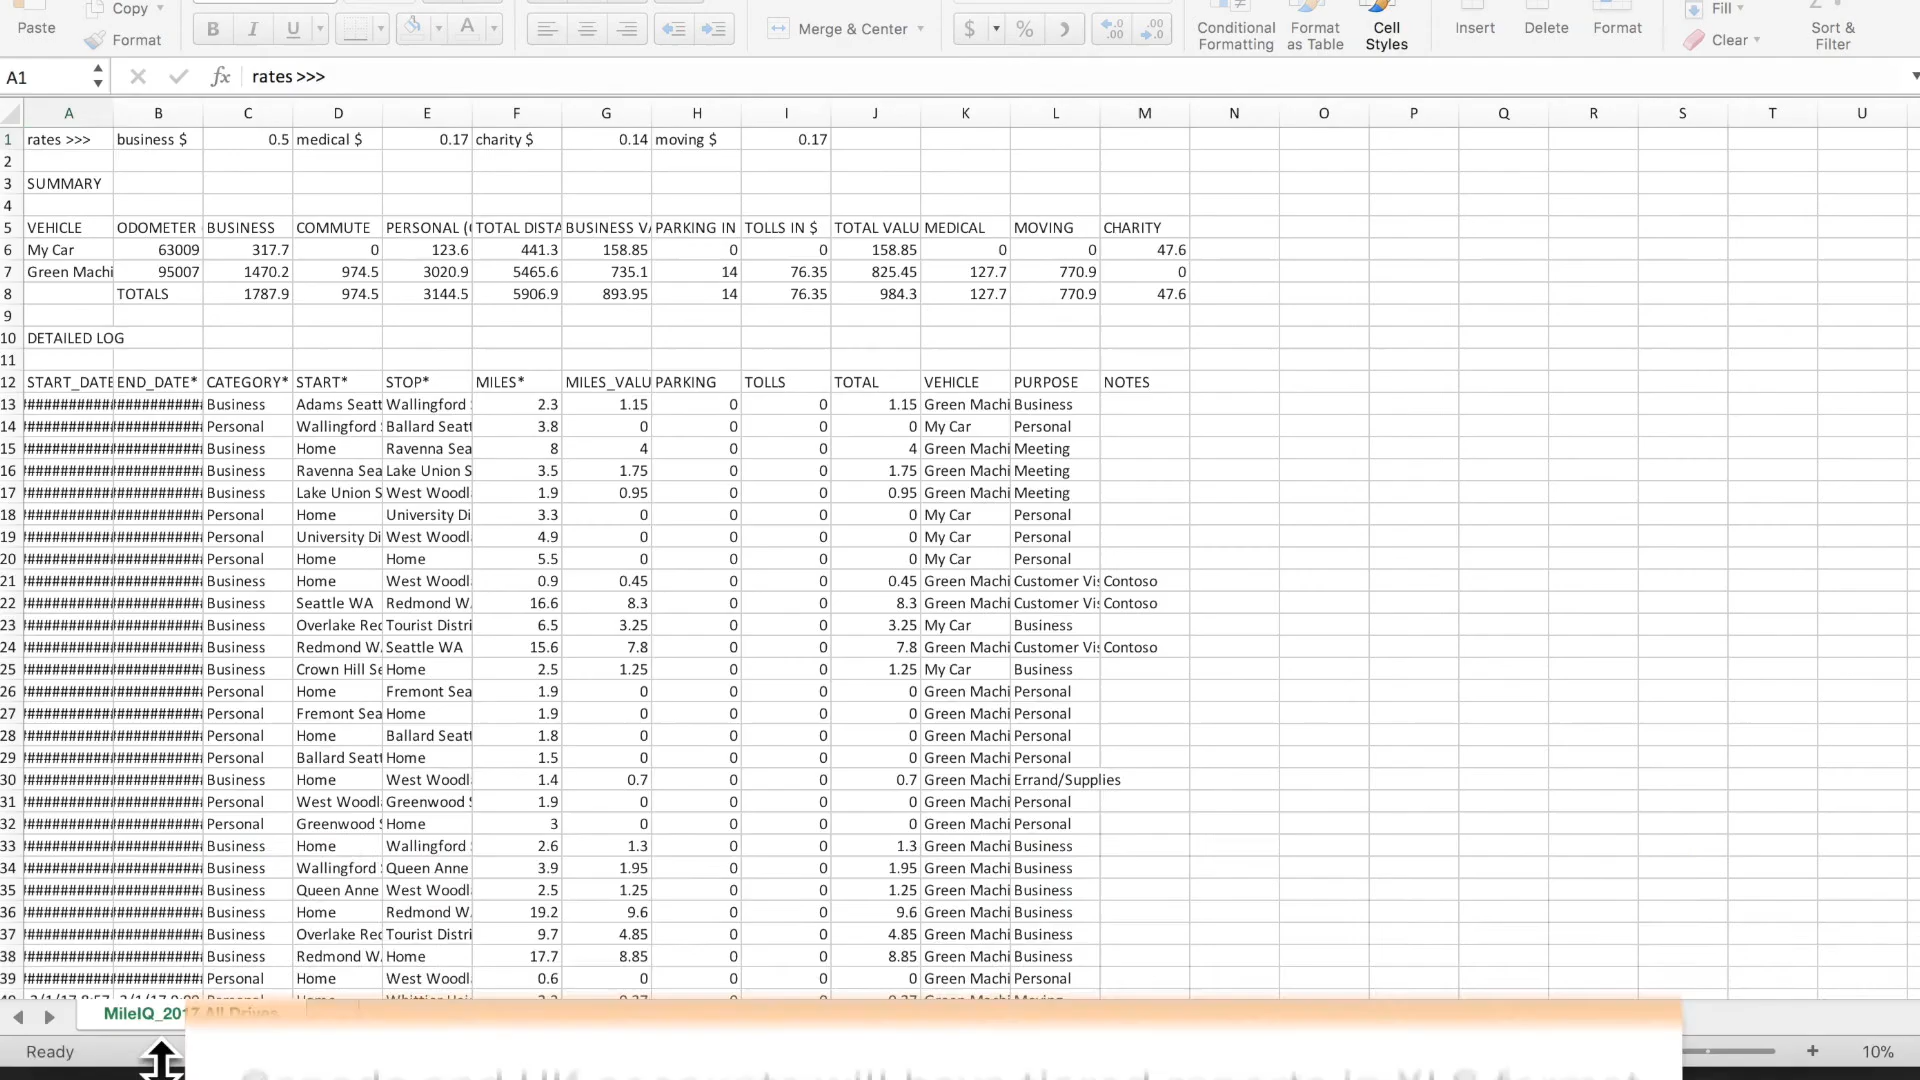 Copy
Paste
Format
B I U
A
Merge & Center
$ % )
Conditional Formatting
Format as Table
Cell Styles
Insert
Delete
Format
Fill
Clear
Sort & Filter
A1 fx rates >>>
A B C D E F G H I J K L M N O P Q R S T U
1 rates >>> business $ 0.5 medical $ 0.17 charity $ 0.14 moving $ 0.17
2
3 SUMMARY
4
5 VEHICLE ODOMETER BUSINESS COMMUTE PERSONAL ( TOTAL DISTA BUSINESS VA PARKING IN TOLLS IN $ TOTAL VALU MEDICAL MOVING CHARITY
6 My Car 63009 317.7 0 123.6 441.3 158.85 0 0 158.85 0 0 47.6
7 Green Machi 95007 1470.2 974.5 3020.9 5465.6 735.1 14 76.35 825.45 127.7 770.9 0
8 TOTALS 1787.9 974.5 3144.5 5906.9 893.95 14 76.35 984.3 127.7 770.9 47.6
9
10 DETAILED LOG
11
12 START_DATE END_DATE* CATEGORY* START* STOP* MILES* MILES_VALU PARKING TOLLS TOTAL VEHICLE PURPOSE NOTES
13 ########## ########## Business Adams Seatt Wallingford 2.3 1.15 0 0 1.15 Green Machi Business
14 ########## ########## Personal Wallingford Ballard Seatt 3.8 0 0 0 0 My Car Personal
15 ########## ########## Business Home Ravenna Sea 8 4 0 0 4 Green Machi Meeting
16 ########## ########## Business Ravenna Sea Lake Union S 3.5 1.75 0 0 1.75 Green Machi Meeting
17 ########## ########## Business Lake Union S West Woodl 1.9 0.95 0 0 0.95 Green Machi Meeting
18 ########## ########## Personal Home University Di 3.3 0 0 0 0 My Car Personal
19 ########## ########## Personal University Di West Woodl 4.9 0 0 0 0 My Car Personal
20 ########## ########## Personal Home Home 5.5 0 0 0 0 My Car Personal
21 ########## ########## Business Home West Woodl 0.9 0.45 0 0 0.45 Green Machi Customer Vis Contoso
22 ########## ########## Business Seattle WA Redmond W 16.6 8.3 0 0 8.3 Green Machi Customer Vis Contoso
23 ########## ########## Business Overlake Red Tourist Distri 6.5 3.25 0 0 3.25 My Car Business
24 ########## ########## Business Redmond W Seattle WA 15.6 7.8 0 0 7.8 Green Machi Customer Vis Contoso
25 ########## ########## Business Crown Hill Se Home 2.5 1.25 0 0 1.25 My Car Business
26 ########## ########## Personal Home Fremont Sea 1.9 0 0 0 0 Green Machi Personal
27 ########## ########## Personal Fremont Sea Home 1.9 0 0 0 0 Green Machi Personal
28 ########## ########## Personal Home Ballard Seatt 1.8 0 0 0 0 Green Machi Personal
29 ########## ########## Personal Ballard Seatt Home 1.5 0 0 0 0 Green Machi Personal
30 ########## ########## Business Home West Woodl 1.4 0.7 0 0 0.7 Green Machi Errand/Supplies
31 ########## ########## Personal West Woodl Greenwood S 1.9 0 0 0 0 Green Machi Personal
32 ########## ########## Personal Greenwood S Home 3 0 0 0 0 Green Machi Personal
33 ########## ########## Business Home Wallingford 2.6 1.3 0 0 1.3 Green Machi Business
34 ########## ########## Business Wallingford Queen Anne 3.9 1.95 0 0 1.95 Green Machi Business
35 ########## ########## Business Queen Anne West Woodl 2.5 1.25 0 0 1.25 Green Machi Business
36 ########## ########## Business Home Redmond W 19.2 9.6 0 0 9.6 Green Machi Business
37 ########## ########## Business Overlake Red Tourist Distri 9.7 4.85 0 0 4.85 Green Machi Business
38 ########## ########## Business Redmond W Home 17.7 8.85 0 0 8.85 Green Machi Business
39 ########## ########## Personal Home West Woodl 0.6 0 0 0 0 Green Machi Personal
MileIQ_2017 All Drives
Ready 10%
Canada and UK accounts will have tiered reports in XLS format